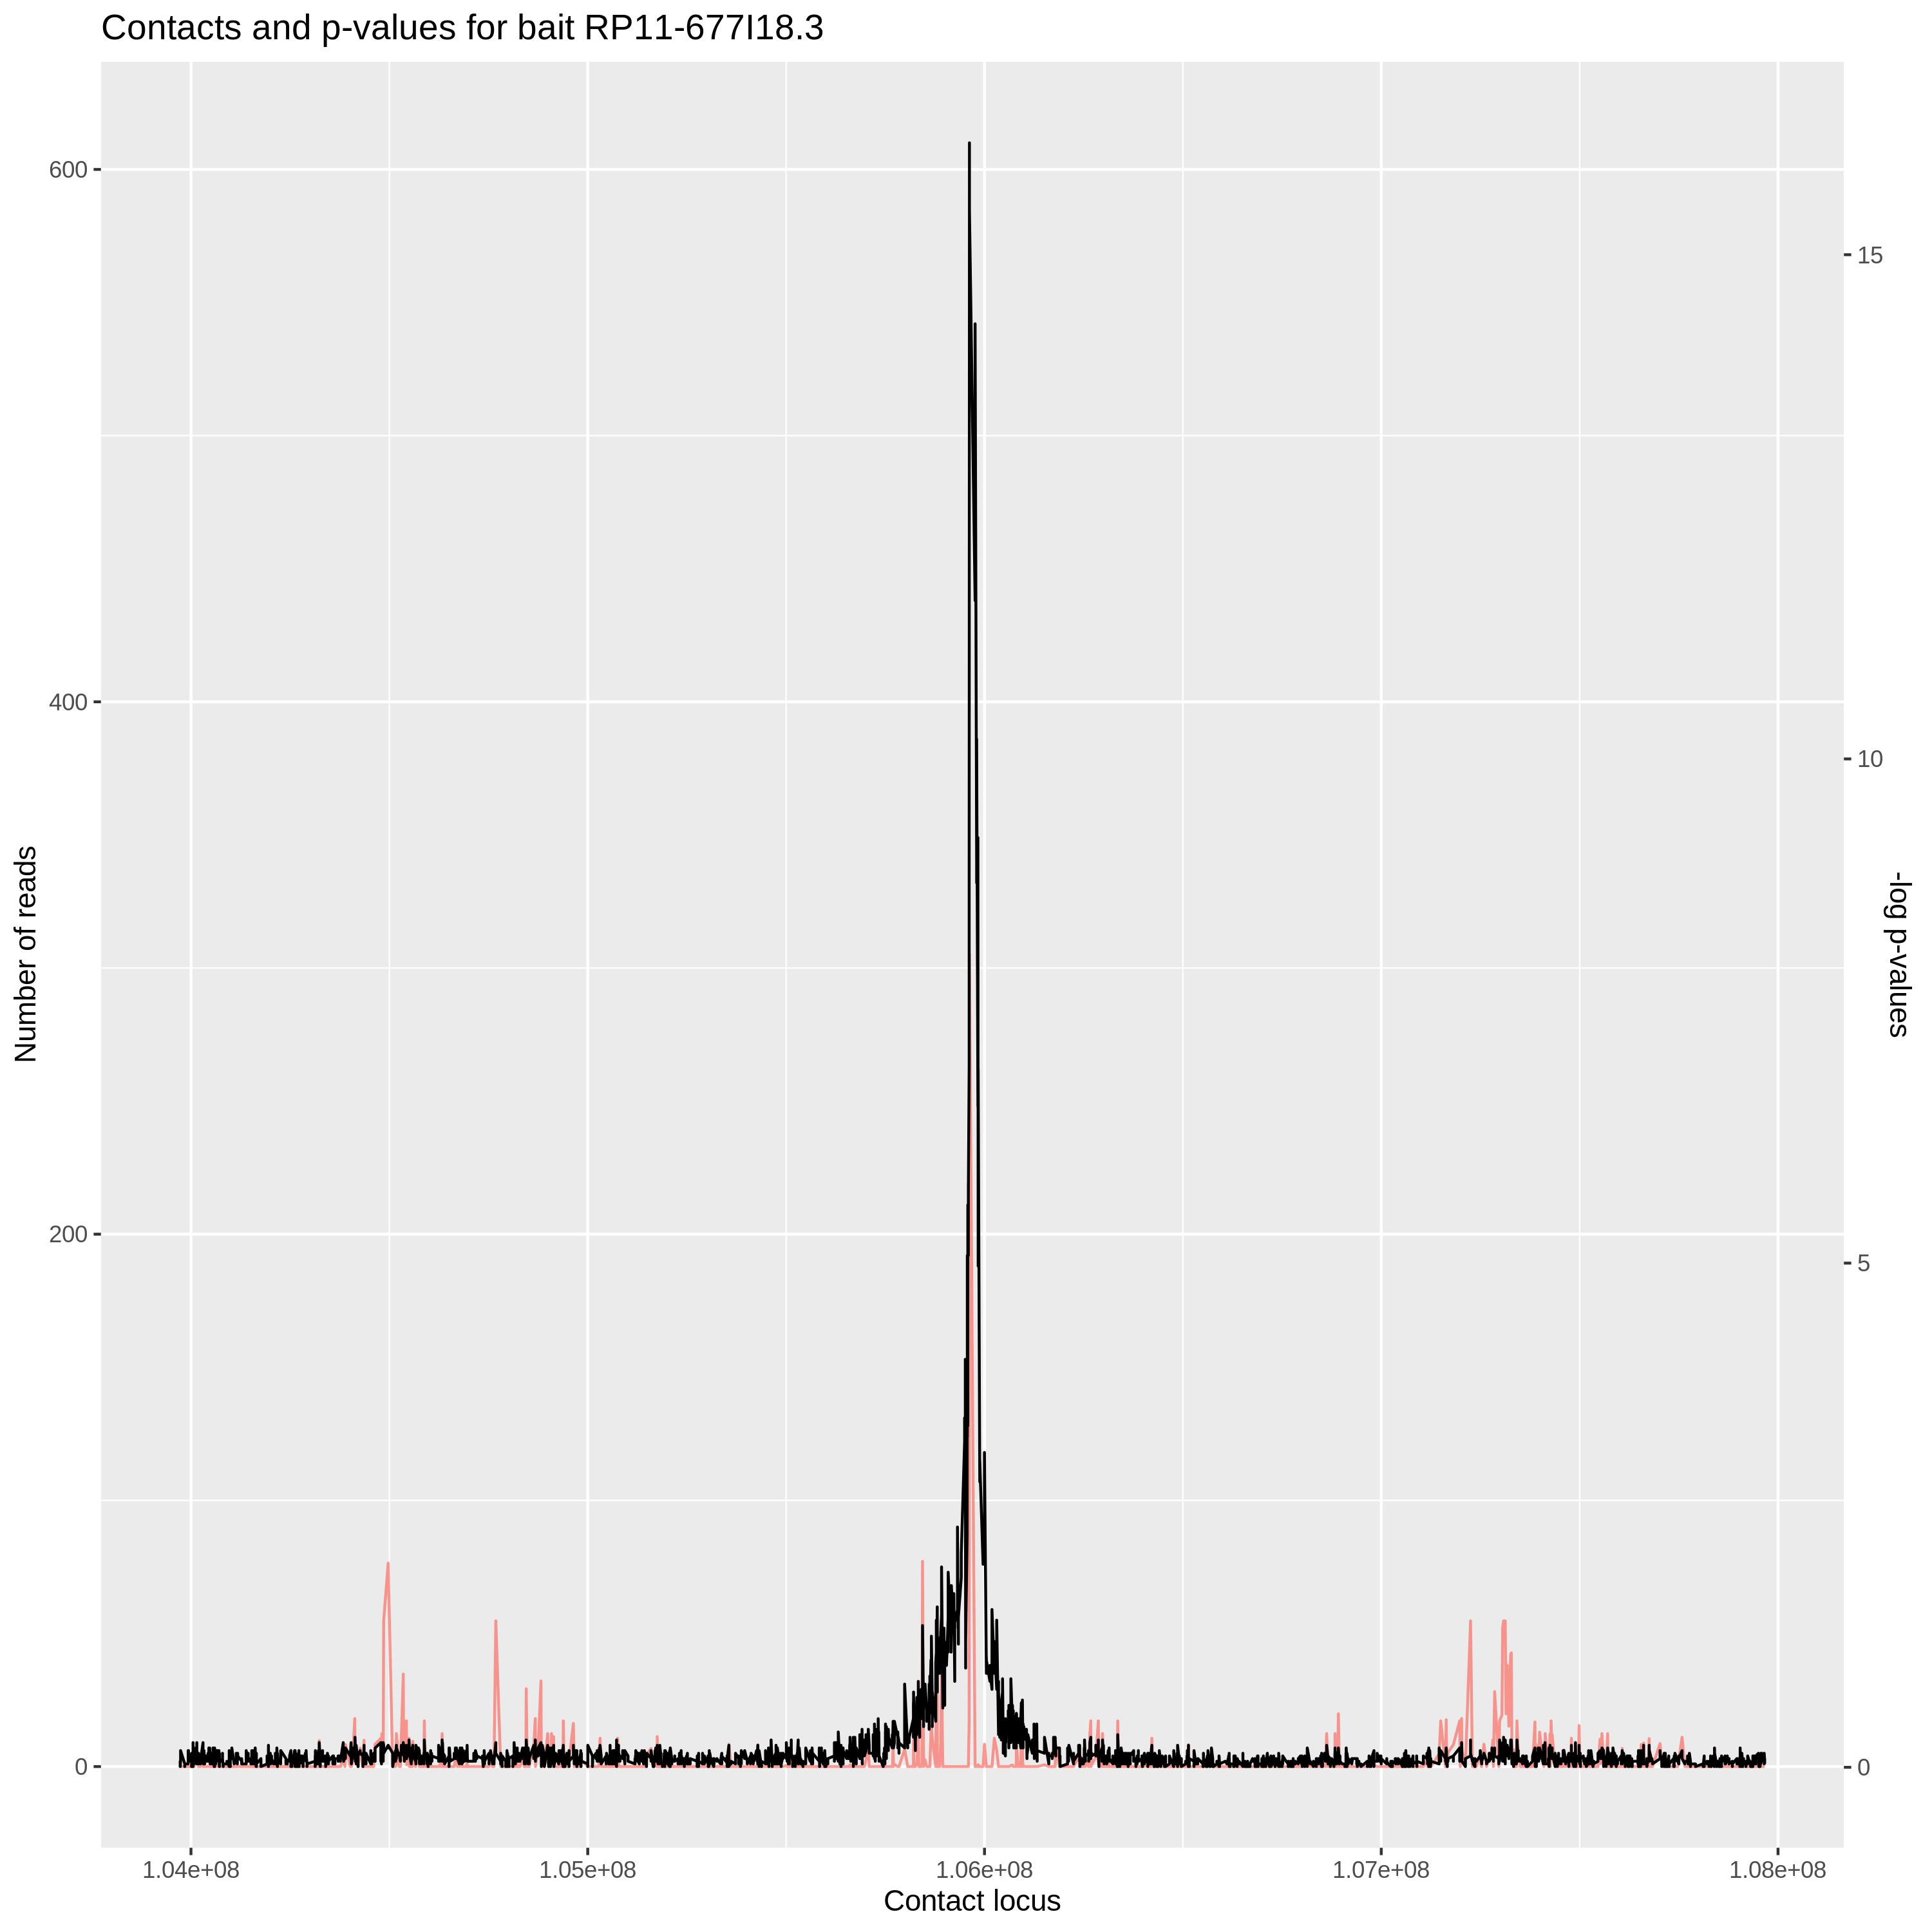 Contacts and p-values for bait RP11-677I18.3
600
400
200
0
Number of reads
15
10
5
0
-log p-values
1.04e+08
1.05e+08
1.06e+08
1.07e+08
1.08e+08
Contact locus